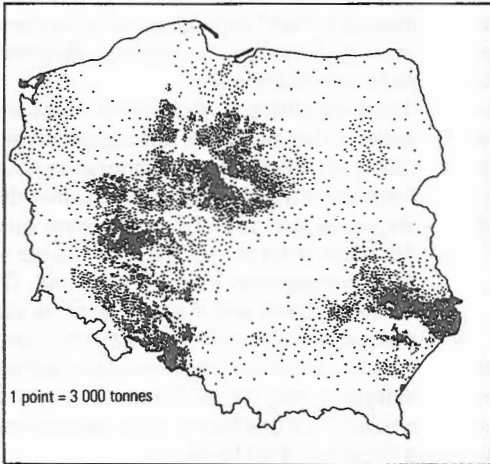 1 point = 3 000 tonnes